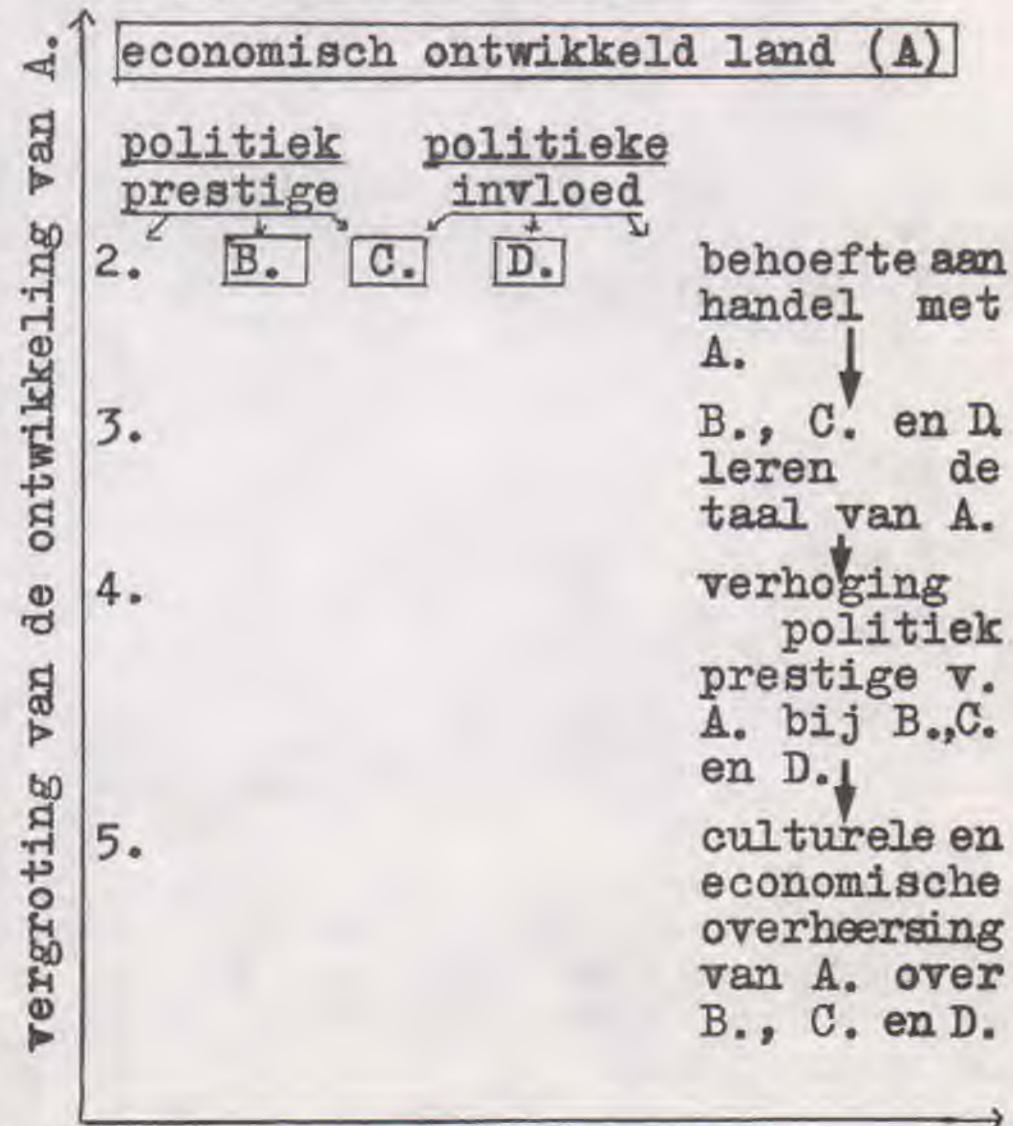 vergroting van de ontwikkeling van A.
economisch ontwikkeld land (A)
politiek politieke
prestige invloed
2. B. C. D. behoefte aan
handel met
A.
3. B., C. en D
leren de
taal van A.
4. verhoging
politiek
prestige v.
A. bij B.,C.
en D.
5. culturele en
economische
overheersing
van A. over
B., C. en D.